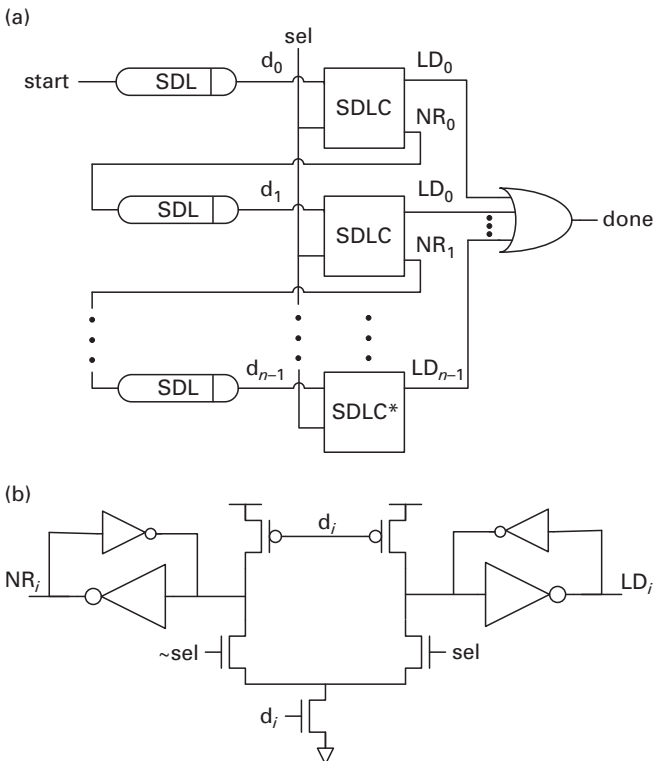 (a)
sel
start
SDL
d₀
SDLC
LD₀
NR₀
SDL
d₁
SDLC
LD₀
NR₁
done
SDL
dₙ₋₁
SDLC*
LDₙ₋₁
(b)
dᵢ
NRᵢ
LDᵢ
~sel
sel
dᵢ